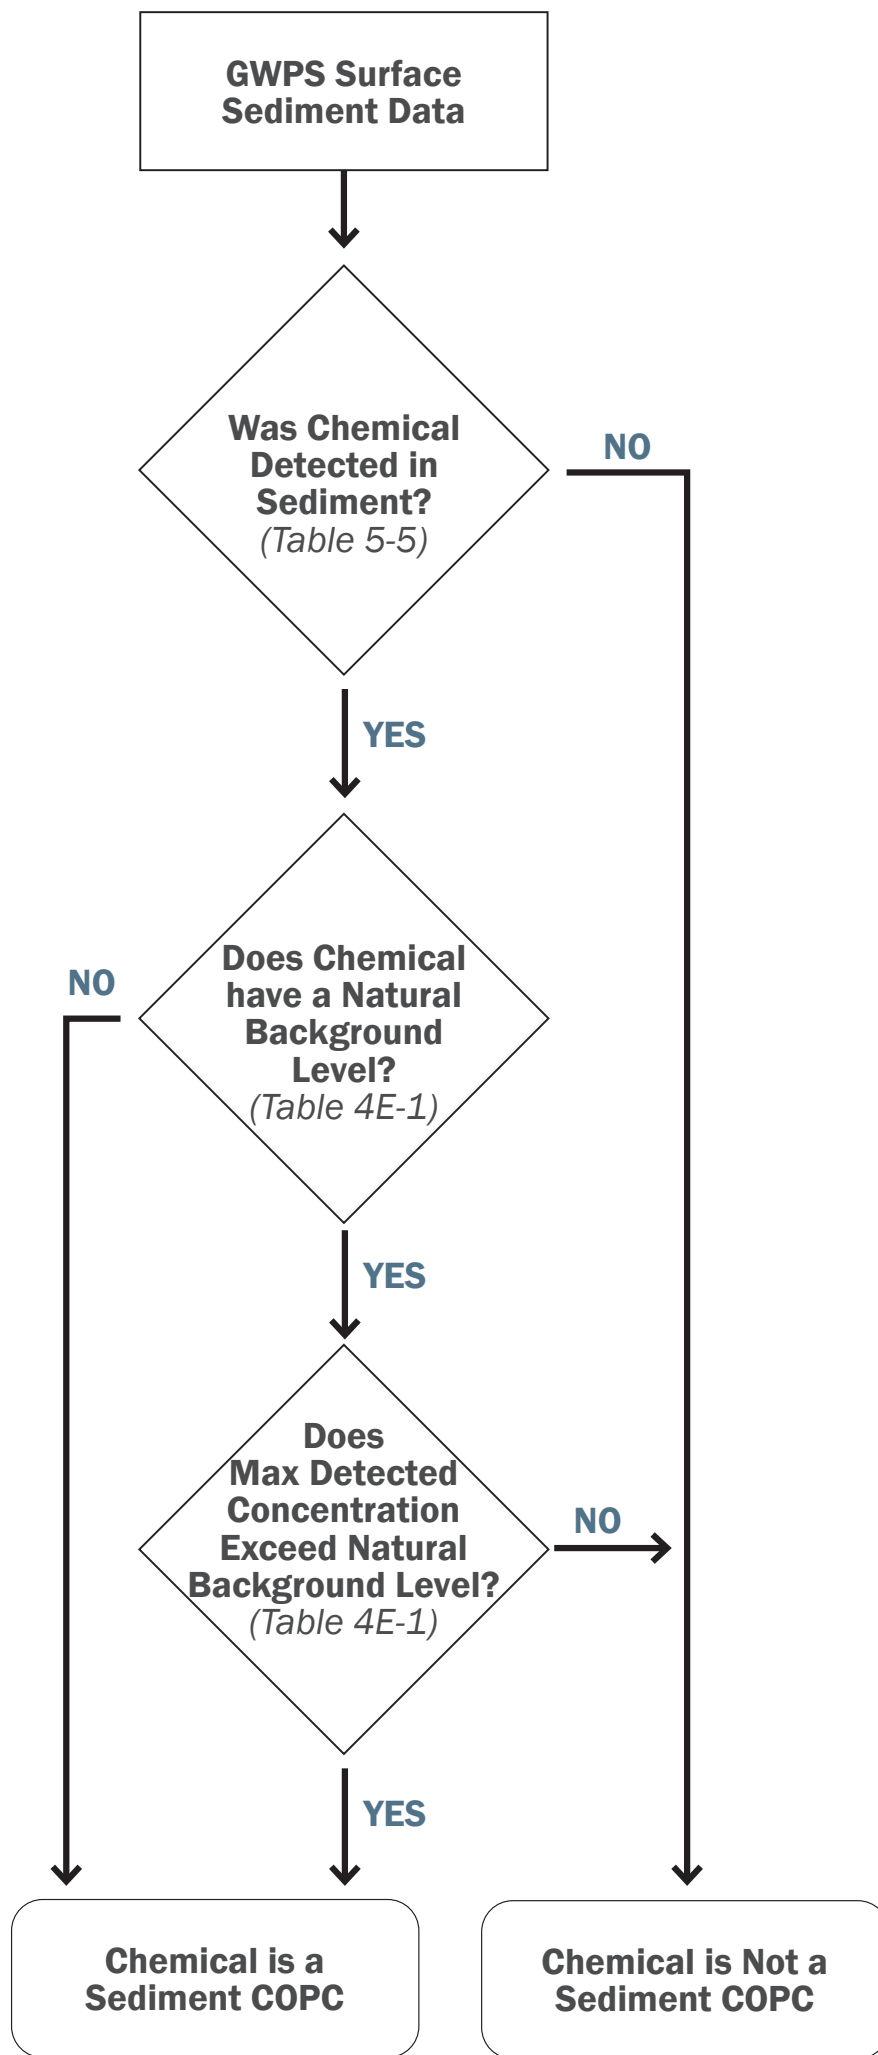 GWPS Surface
Sediment Data
Was Chemical
Detected in
Sediment?
(Table 5-5)
NO
YES
Does Chemical
have a Natural
Background
Level?
(Table 4E-1)
NO
YES
Does
Max Detected
Concentration
Exceed Natural
Background Level?
(Table 4E-1)
NO
YES
Chemical is a
Sediment COPC
Chemical is Not a
Sediment COPC